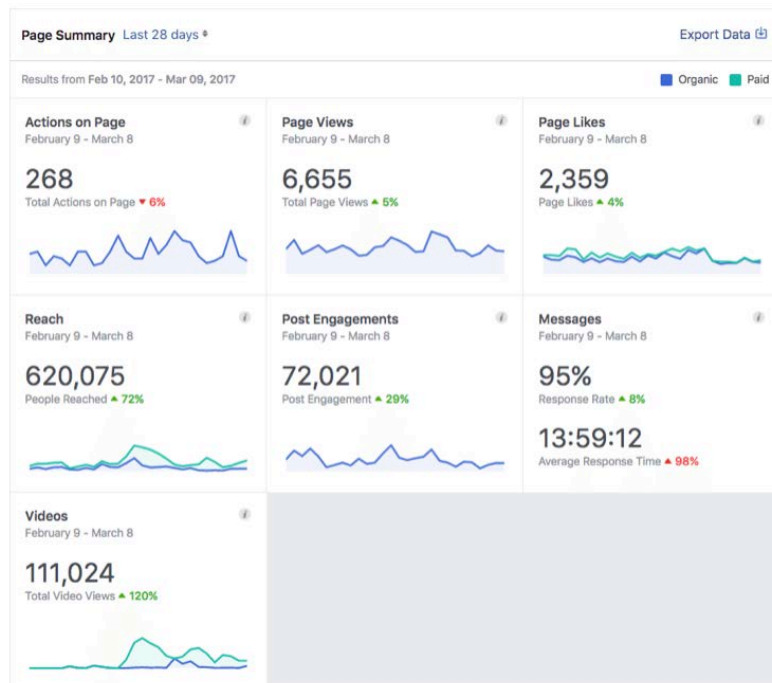 Page Summary Last 28 days
Export Data
Results from Feb 10, 2017 - Mar 09, 2017
Organic Paid
Actions on Page
February 9 - March 8
268
Total Actions on Page ▼ 6%
Page Views
February 9 - March 8
6,655
Total Page Views ▲ 5%
Page Likes
February 9 - March 8
2,359
Page Likes ▲ 4%
Reach
February 9 - March 8
620,075
People Reached ▲ 72%
Post Engagements
February 9 - March 8
72,021
Post Engagement ▲ 29%
Messages
February 9 - March 8
95%
Response Rate ▲ 8%
13:59:12
Average Response Time ▲ 98%
Videos
February 9 - March 8
111,024
Total Video Views ▲ 120%